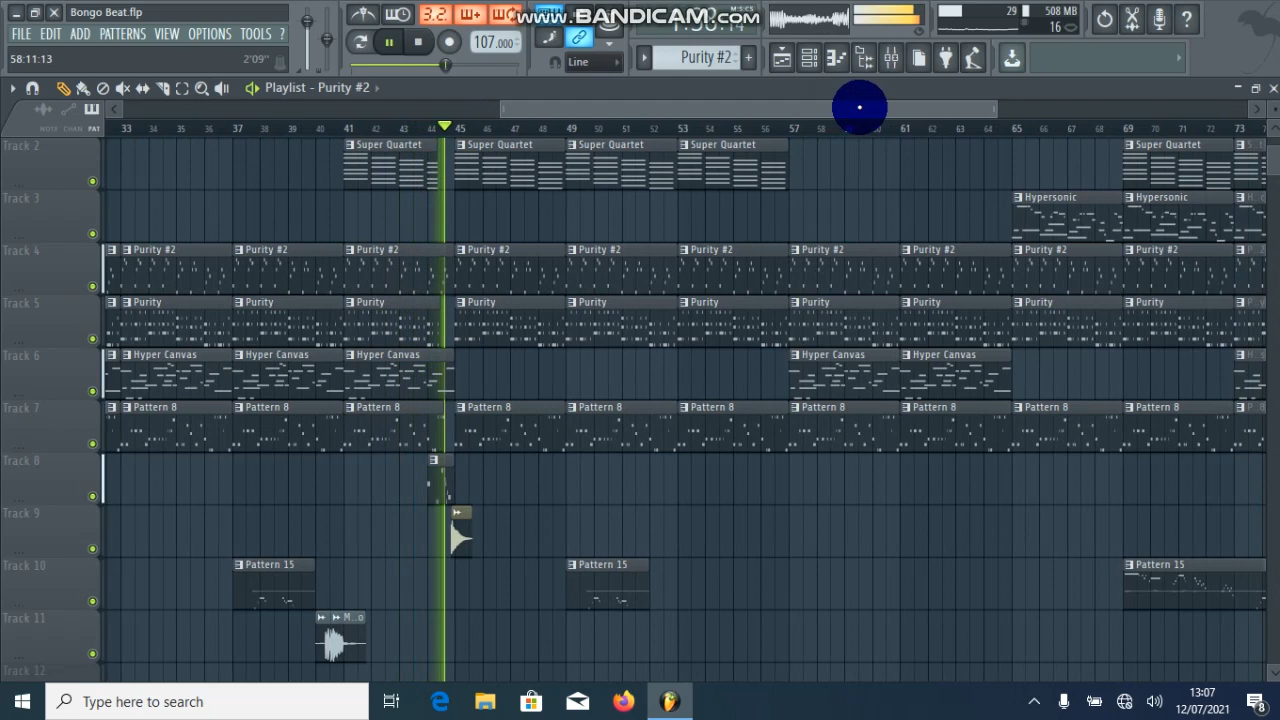 Bongo Beat.flp
www.BANDICAM.com
FILE EDIT ADD PATTERNS VIEW OPTIONS TOOLS ?
58:11:13 2'09"
3.2
107.000
Line
Purity #2
29 508 MB
16
Playlist - Purity #2
NOTE CHAN PAT
33 34 35 36 37 38 39 40 41 42 43 44 45 46 47 48 49 50 51 52 53 54 55 56 57 58 59 60 61 62 63 64 65 66 67 68 69 70 71 72 73
Track 2 Super Quartet Super Quartet Super Quartet Super Quartet Super Quartet
Track 3 Hypersonic Hypersonic
Track 4 Purity #2 Purity #2 Purity #2 Purity #2 Purity #2 Purity #2 Purity #2 Purity #2 Purity #2 Purity #2
Track 5 Purity Purity Purity Purity Purity Purity Purity Purity Purity Purity
Track 6 Hyper Canvas Hyper Canvas Hyper Canvas Hyper Canvas Hyper Canvas
Track 7 Pattern 8 Pattern 8 Pattern 8 Pattern 8 Pattern 8 Pattern 8 Pattern 8 Pattern 8 Pattern 8 Pattern 8
Track 8
Track 9
Track 10 Pattern 15 Pattern 15 Pattern 15
Track 11 M...o
Track 12
Type here to search
13:07
12/07/2021
8